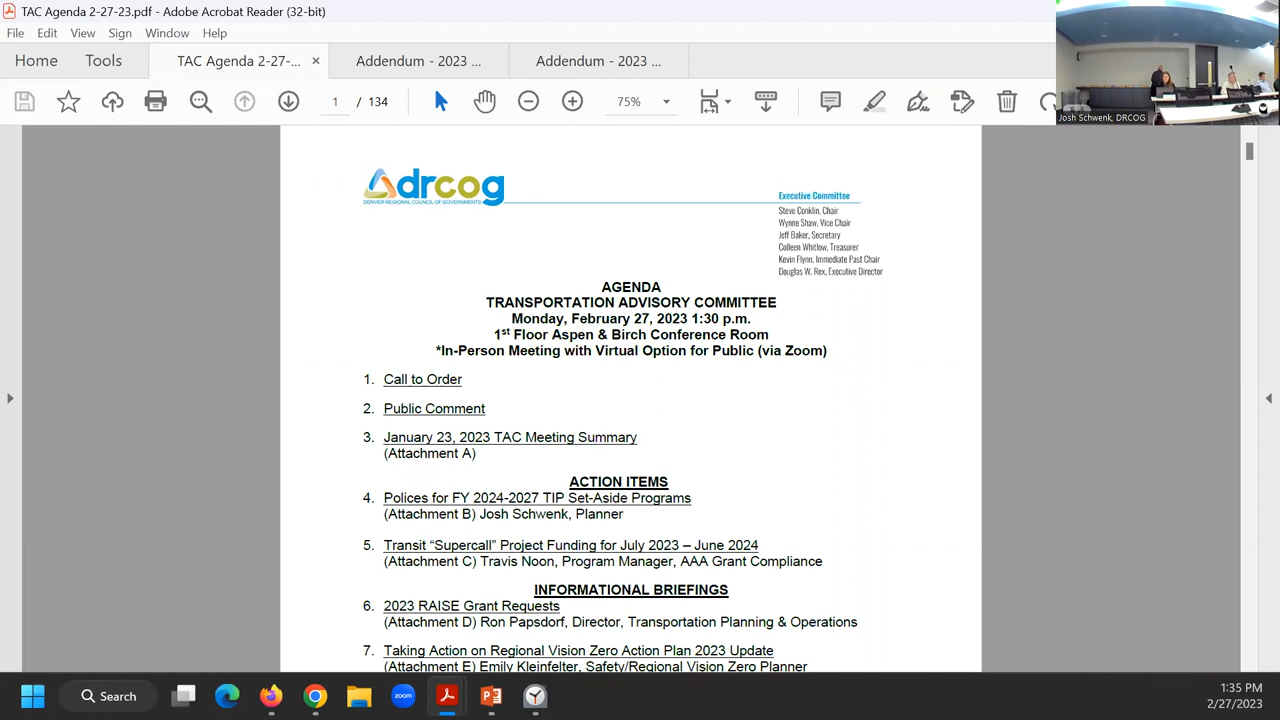 TAC Agenda 2-27-23.pdf - Adobe Acrobat Reader (32-bit)
File Edit View Sign Window Help
Home Tools TAC Agenda 2-27-... × Addendum - 2023 ... Addendum - 2023 ...
1 / 134 75%
Josh Schwenk, DRCOG
drcog
DENVER REGIONAL COUNCIL OF GOVERNMENTS
Executive Committee
Steve Conklin, Chair
Wynne Shaw, Vice Chair
Jeff Baker, Secretary
Colleen Whitlow, Treasurer
Kevin Flynn, Immediate Past Chair
Douglas W. Rex, Executive Director
AGENDA
TRANSPORTATION ADVISORY COMMITTEE
Monday, February 27, 2023 1:30 p.m.
1st Floor Aspen & Birch Conference Room
*In-Person Meeting with Virtual Option for Public (via Zoom)
1. Call to Order
2. Public Comment
3. January 23, 2023 TAC Meeting Summary
(Attachment A)
ACTION ITEMS
4. Polices for FY 2024-2027 TIP Set-Aside Programs
(Attachment B) Josh Schwenk, Planner
5. Transit “Supercall” Project Funding for July 2023 – June 2024
(Attachment C) Travis Noon, Program Manager, AAA Grant Compliance
INFORMATIONAL BRIEFINGS
6. 2023 RAISE Grant Requests
(Attachment D) Ron Papsdorf, Director, Transportation Planning & Operations
7. Taking Action on Regional Vision Zero Action Plan 2023 Update
(Attachment E) Emily Kleinfelter, Safety/Regional Vision Zero Planner
Search
zoom
1:35 PM
2/27/2023